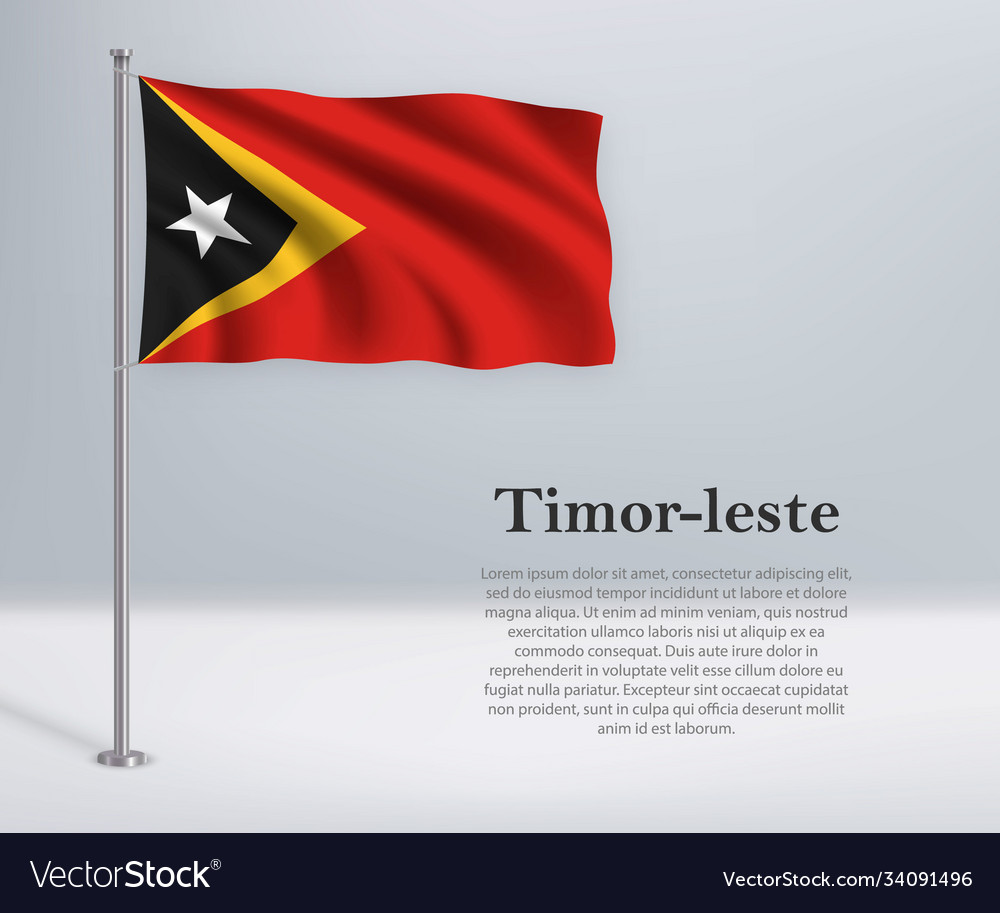 Timor-leste
Lorem ipsum dolor sit amet, consectetur adipiscing elit,
sed do eiusmod tempor incididunt ut labore et dolore
magna aliqua. Ut enim ad minim veniam, quis nostrud
exercitation ullamco laboris nisi ut aliquip ex ea
commodo consequat. Duis aute irure dolor in
reprehenderit in voluptate velit esse cillum dolore eu
fugiat nulla pariatur. Excepteur sint occaecat cupidatat
non proident, sunt in culpa qui officia deserunt mollit
anim id est laborum.
VectorStock®
VectorStock.com/34091496